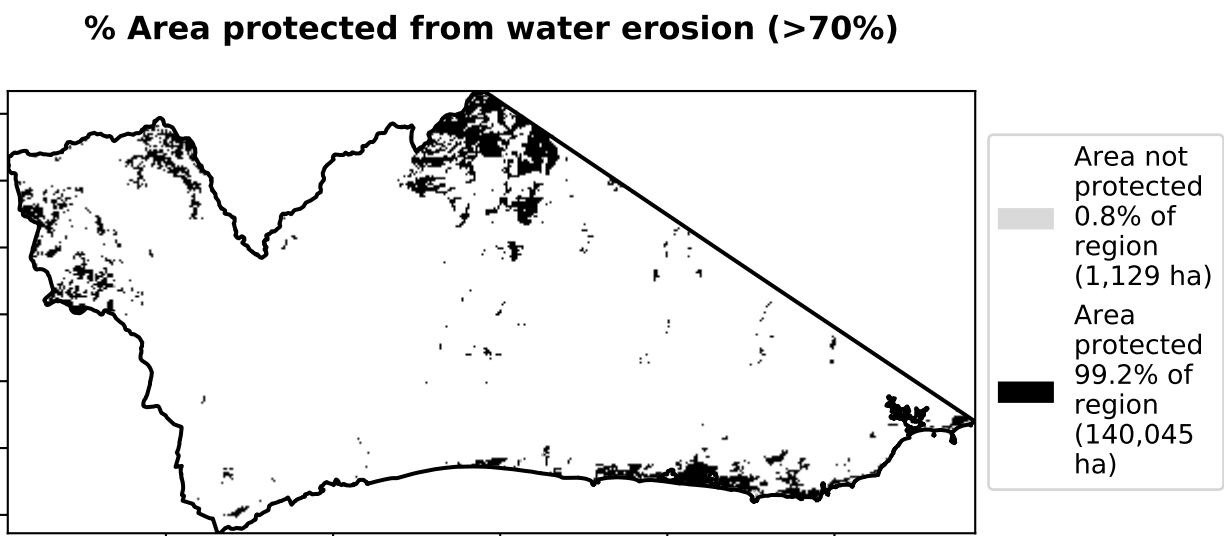 % Area protected from water erosion (>70%)
Area not
protected
0.8% of
region
(1,129 ha)
Area
protected
99.2% of
region
(140,045
ha)